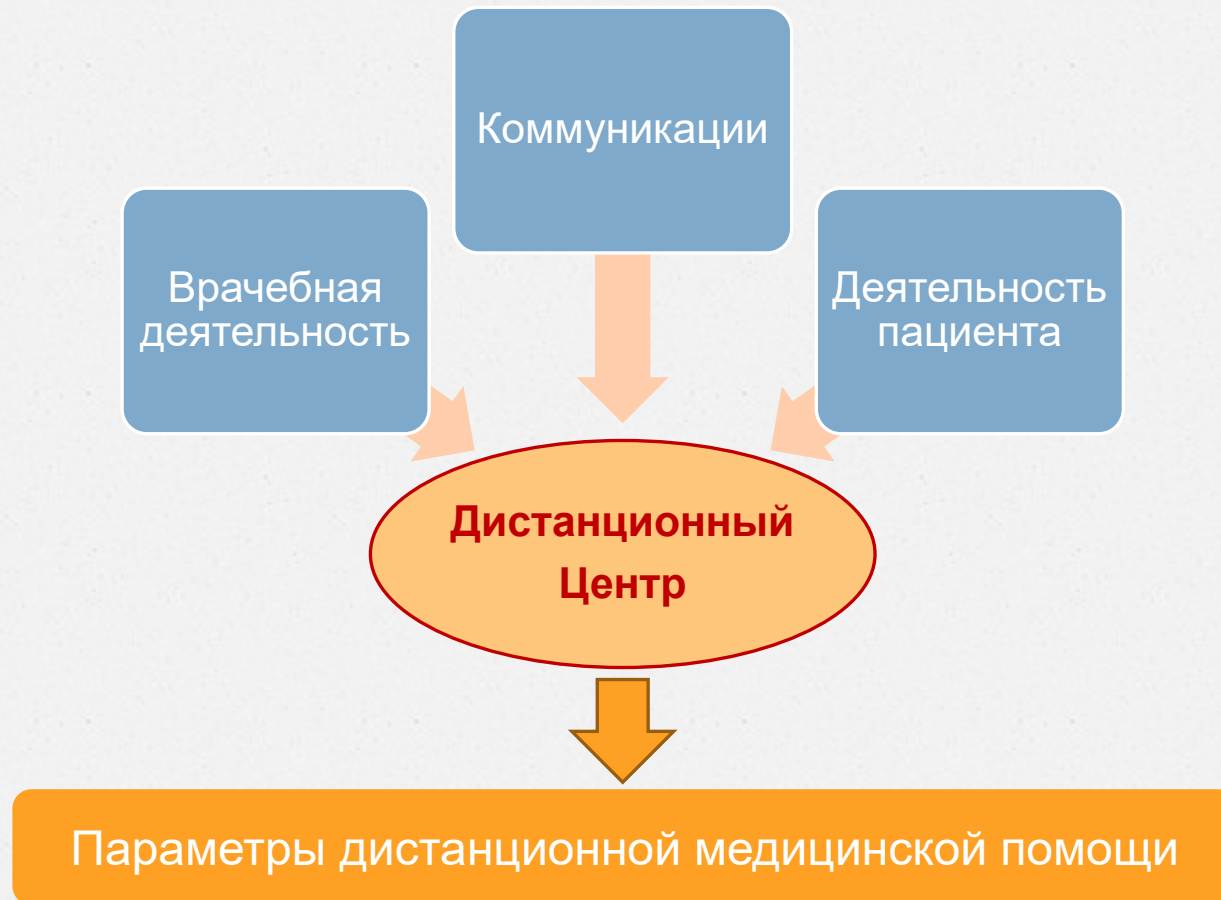 Коммуникации
Врачебная
деятельность
Деятельность
пациента
Дистанционный
Центр
Параметры дистанционной медицинской помощи